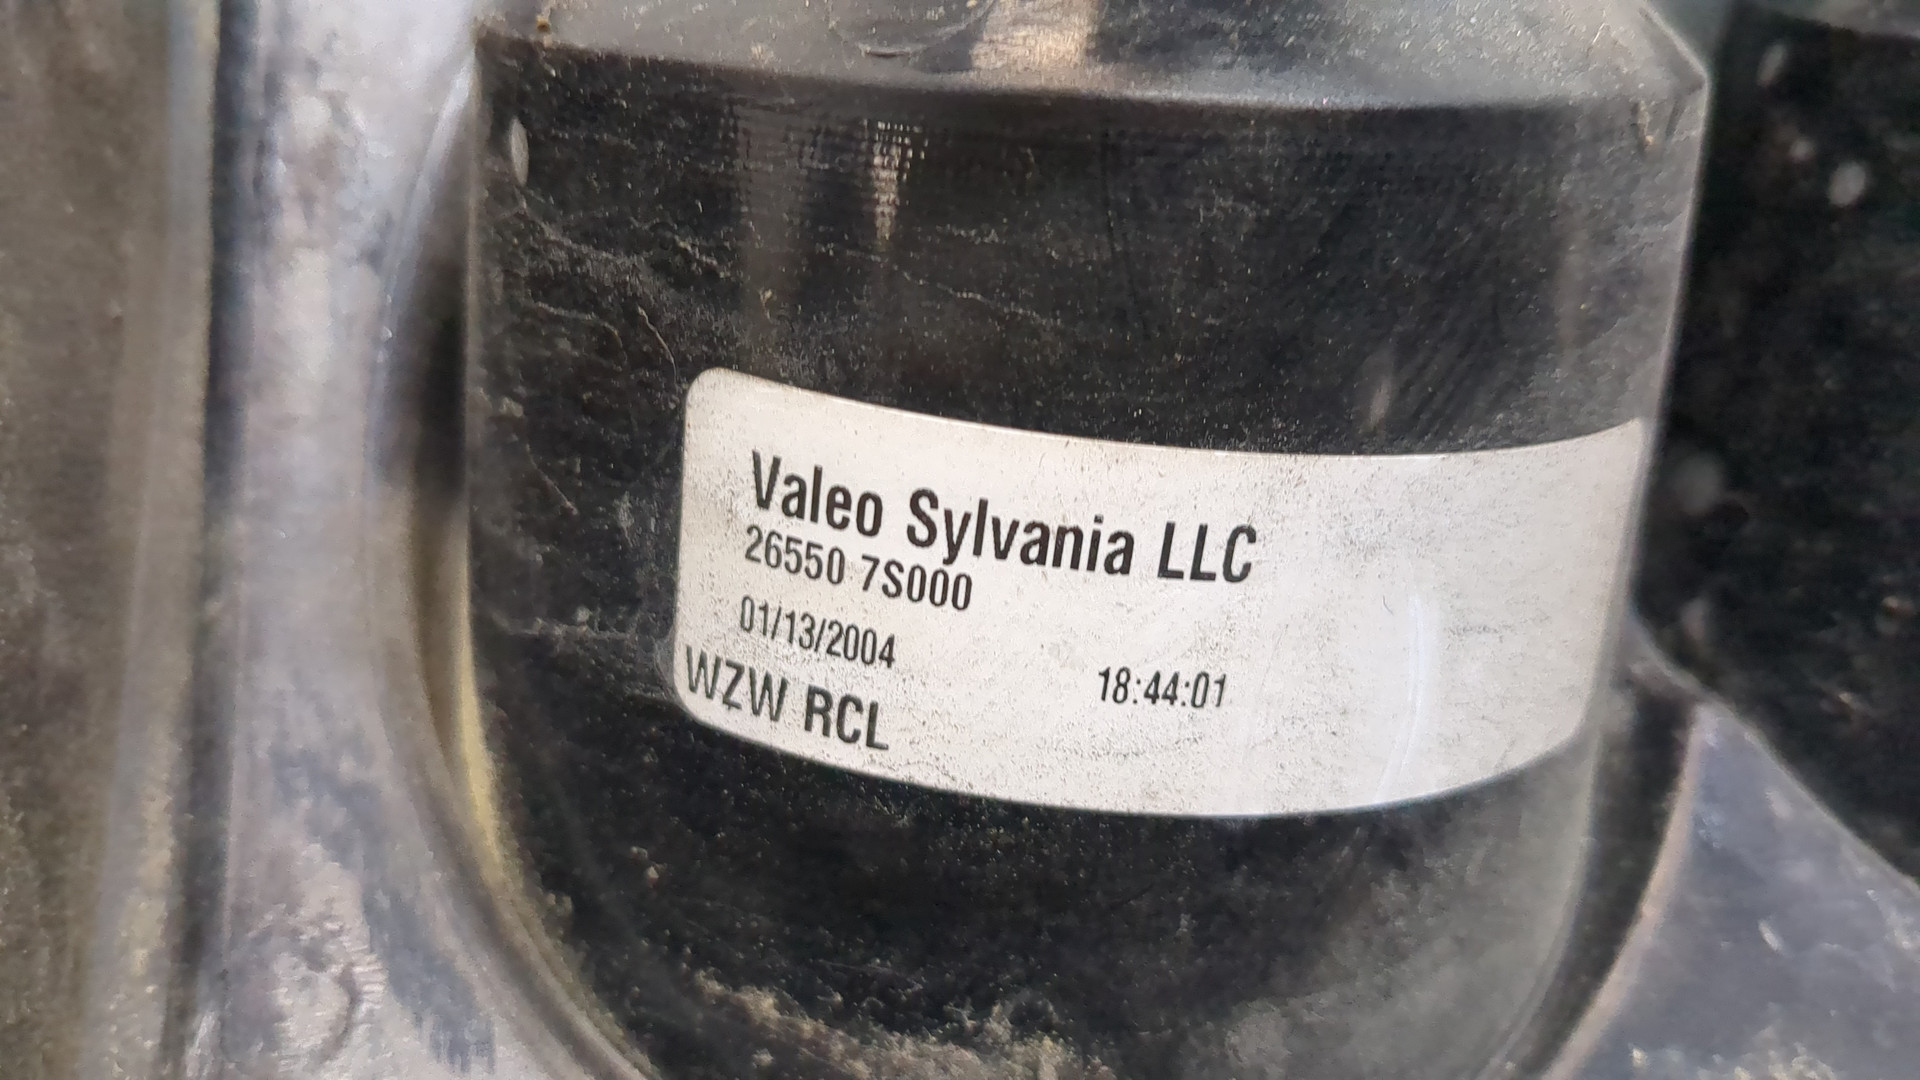 Valeo Sylvania LLC
26550 7S000
01/13/2004 18:44:01
WZW RCL